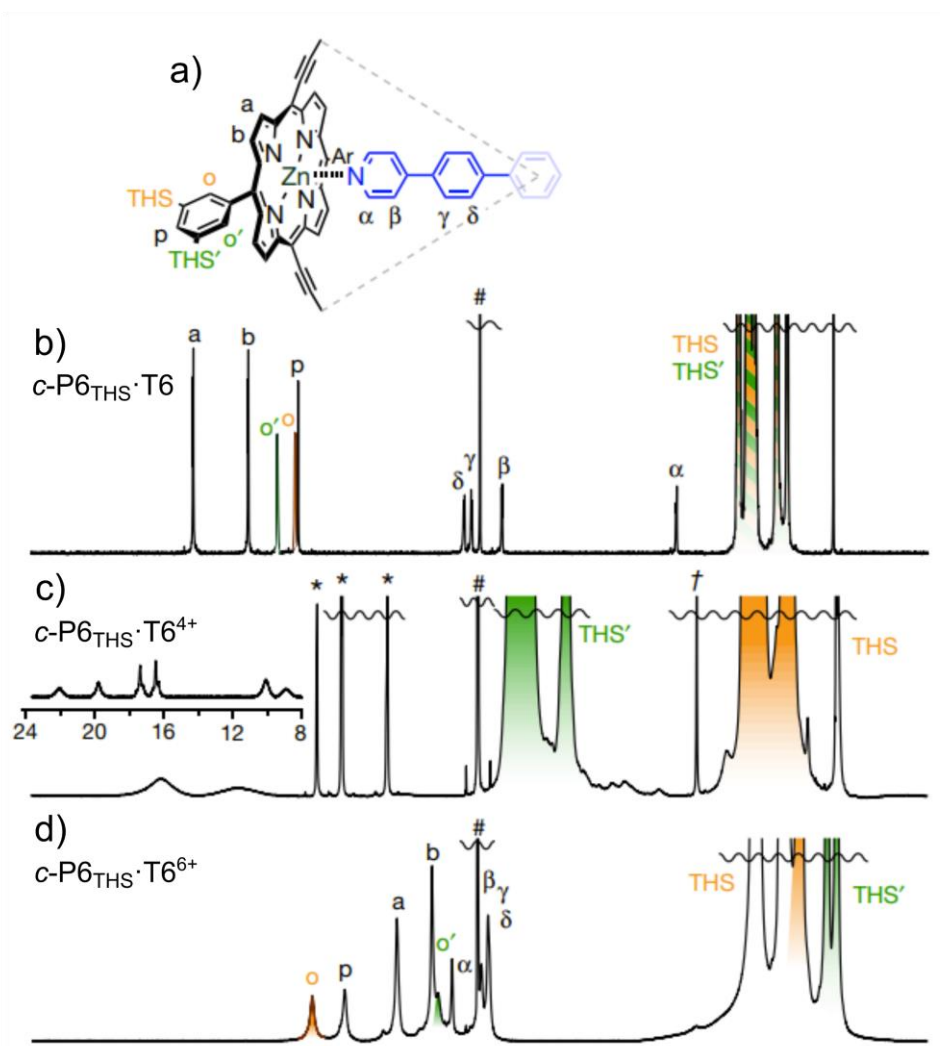 a)
a
b
N
N
Ar
Zn
N
N
N
α β γ δ
THS
o
p
o′
THS′
b)
c-P6THS·T6
a
b
o′
o
p
δ
γ
#
β
α
THS
THS′
c)
c-P6THS·T6⁴⁺
* * *
#
THS′
†
THS
24 20 16 12 8
d)
c-P6THS·T6⁶⁺
o
p
a
b
o′
α
#
β
γ
δ
THS
THS′